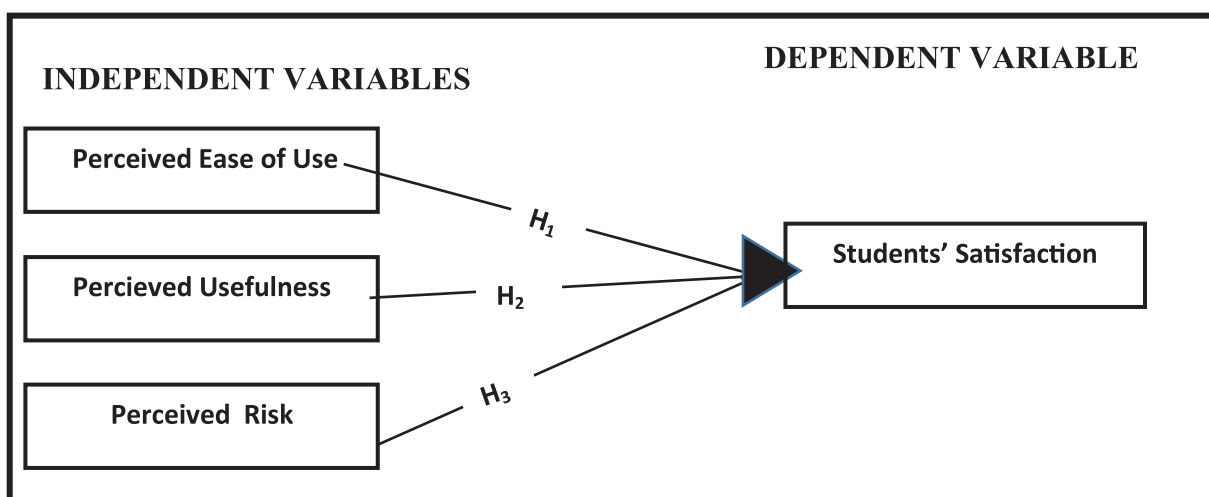 INDEPENDENT VARIABLES
DEPENDENT VARIABLE
Perceived Ease of Use
H1
Students’ Satisfaction
Percieved Usefulness
H2
Perceived Risk
H3